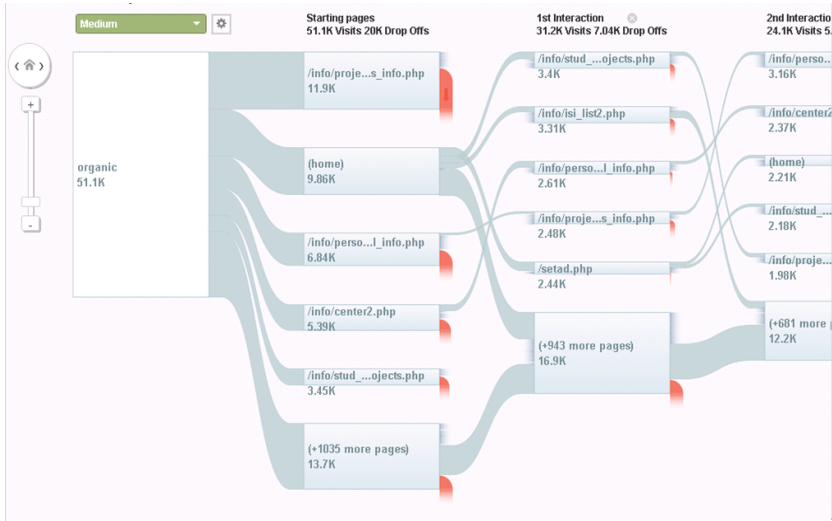 Medium
Starting pages
51.1K Visits 20K Drop Offs
1st Interaction
31.2K Visits 7.04K Drop Offs
2nd Interactio
24.1K Visits 5.
organic
51.1K
/info/proje...s_info.php
11.9K
(home)
9.86K
/info/perso...l_info.php
6.84K
/info/center2.php
5.39K
/info/stud_...ojects.php
3.45K
(+1035 more pages)
13.7K
/info/stud_...ojects.php
3.4K
/info/isi_list2.php
3.31K
/info/perso...l_info.php
2.61K
/info/proje...s_info.php
2.48K
/setad.php
2.44K
(+943 more pages)
16.9K
/info/perso...
3.16K
/info/center2
2.37K
(home)
2.21K
/info/stud_...
2.18K
/info/proje...
1.98K
(+681 more p
12.2K
+
-